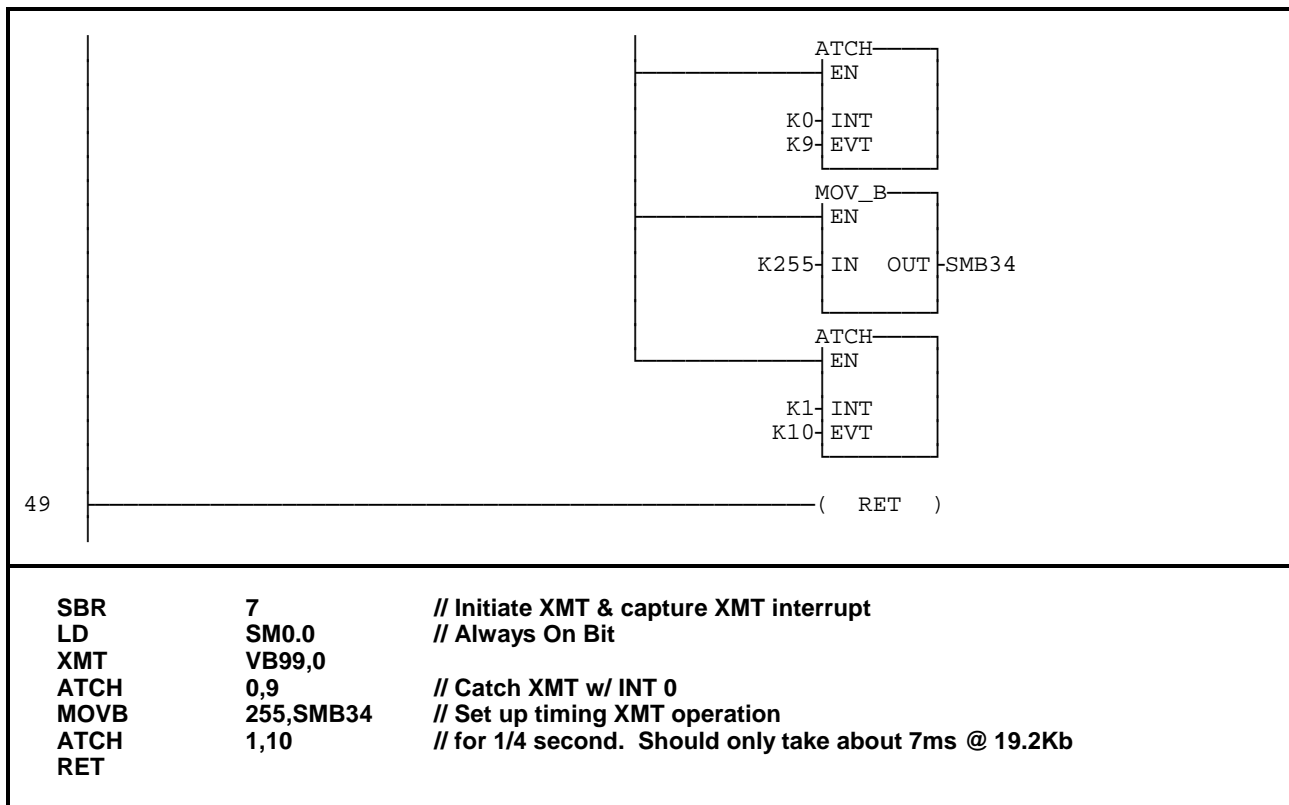 ATCH
EN
K0 INT
K9 EVT
MOV_B
EN
K255 IN OUT SMB34
ATCH
EN
K1 INT
K10 EVT
49 ( RET )
SBR 7 // Initiate XMT & capture XMT interrupt
LD SM0.0 // Always On Bit
XMT VB99,0
ATCH 0,9 // Catch XMT w/ INT 0
MOVB 255,SMB34 // Set up timing XMT operation
ATCH 1,10 // for 1/4 second. Should only take about 7ms @ 19.2Kb
RET